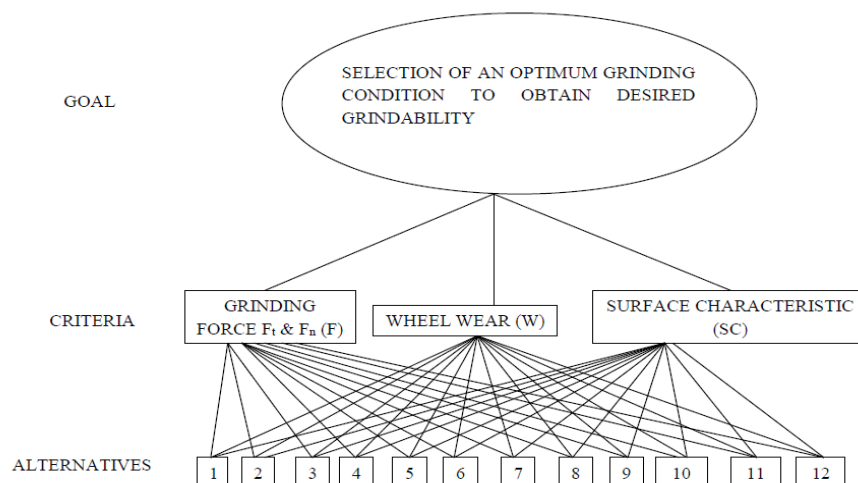 GOAL
SELECTION OF AN OPTIMUM GRINDING
CONDITION TO OBTAIN DESIRED
GRINDABILITY
CRITERIA
GRINDING
FORCE Fₜ & Fₙ (F)
WHEEL WEAR (W)
SURFACE CHARACTERISTIC
(SC)
ALTERNATIVES
1 2 3 4 5 6 7 8 9 10 11 12